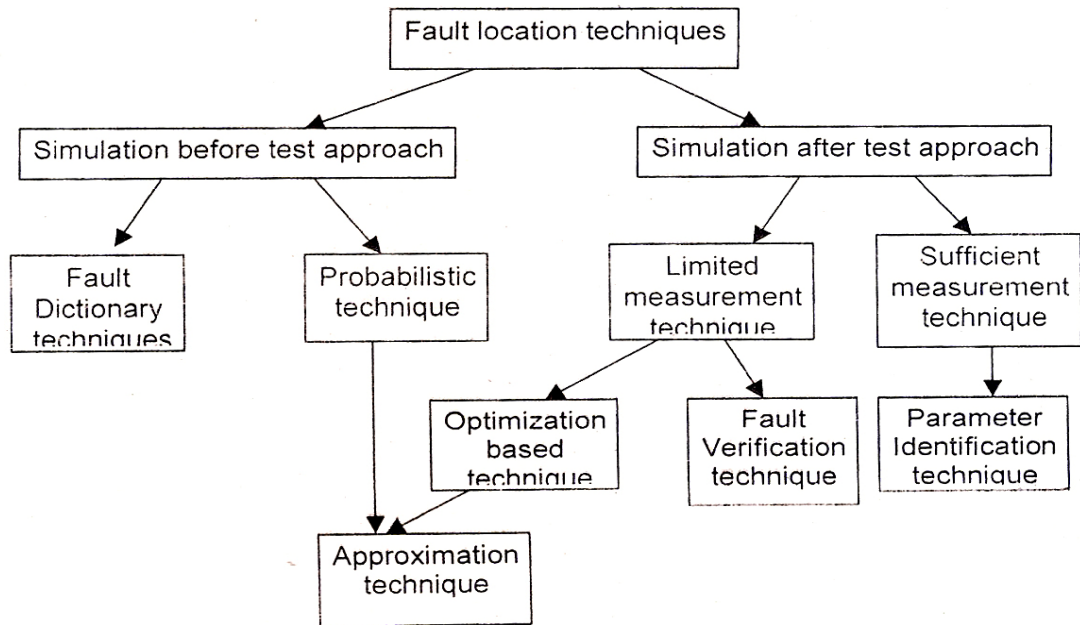 Fault location techniques
Simulation before test approach
Simulation after test approach
Fault
Dictionary
techniques
Probabilistic
technique
Limited
measurement
technique
Sufficient
measurement
technique
Optimization
based
technique
Fault
Verification
technique
Parameter
Identification
technique
Approximation
technique